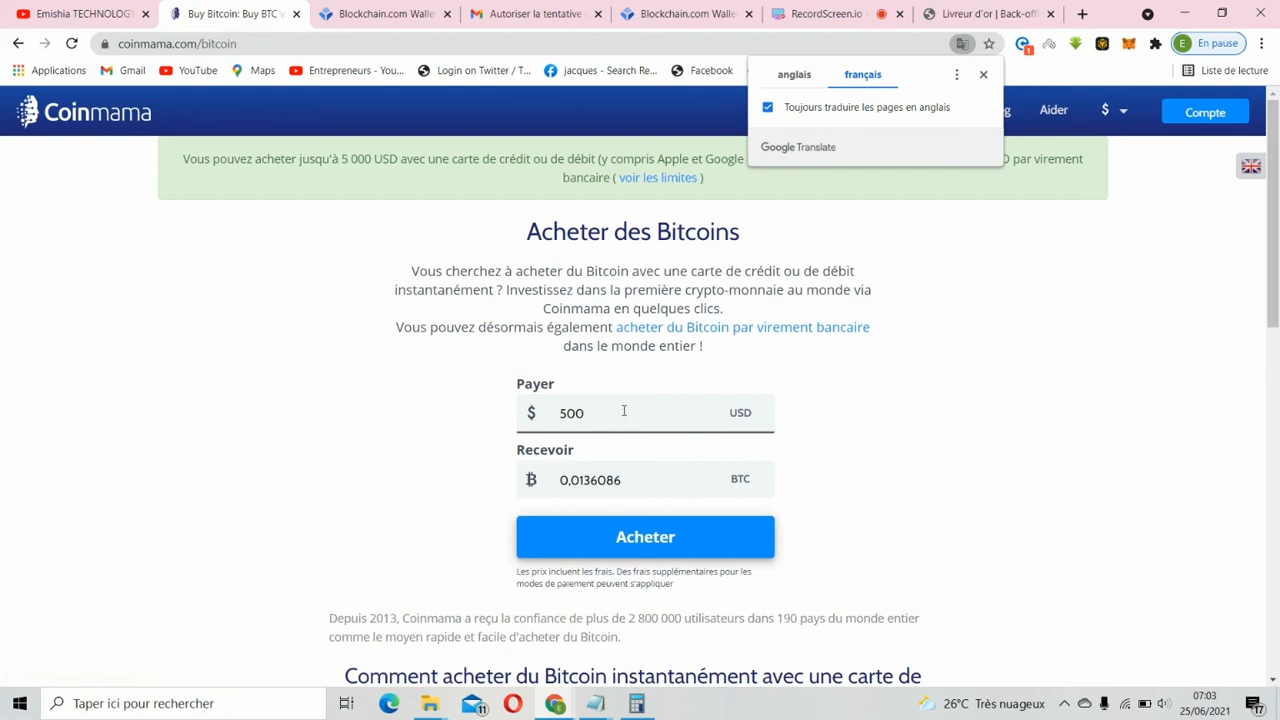 Emishia TECHNOLOGY
Buy Bitcoin: Buy BTC w
Blockchain.com Walle
Autoriser la tentative
Blockchain.com Walle
RecordScreen.io -
Livreur d'or | Back-off
coinmama.com/bitcoin
E En pause
Applications
Gmail
YouTube
Maps
Entrepreneurs - You...
Login on Twitter / T...
jacques - Search Re...
Facebook
Liste de lecture
anglais
français
Toujours traduire les pages en anglais
Google Translate
Coinmama
Aider
$
Compte
Vous pouvez acheter jusqu'à 5 000 USD avec une carte de crédit ou de débit (y compris Apple et Google
D par virement
bancaire ( voir les limites )
Acheter des Bitcoins
Vous cherchez à acheter du Bitcoin avec une carte de crédit ou de débit
instantanément ? Investissez dans la première crypto-monnaie au monde via
Coinmama en quelques clics.
Vous pouvez désormais également acheter du Bitcoin par virement bancaire
dans le monde entier !
Payer
$ 500 USD
Recevoir
₿ 0,0136086 BTC
Acheter
Les prix incluent les frais. Des frais supplémentaires pour les
modes de paiement peuvent s'appliquer
Depuis 2013, Coinmama a reçu la confiance de plus de 2 800 000 utilisateurs dans 190 pays du monde entier
comme le moyen rapide et facile d'acheter du Bitcoin.
Comment acheter du Bitcoin instantanément avec une carte de
Taper ici pour rechercher
11
26°C Très nuageux
07:03
25/06/2021
17